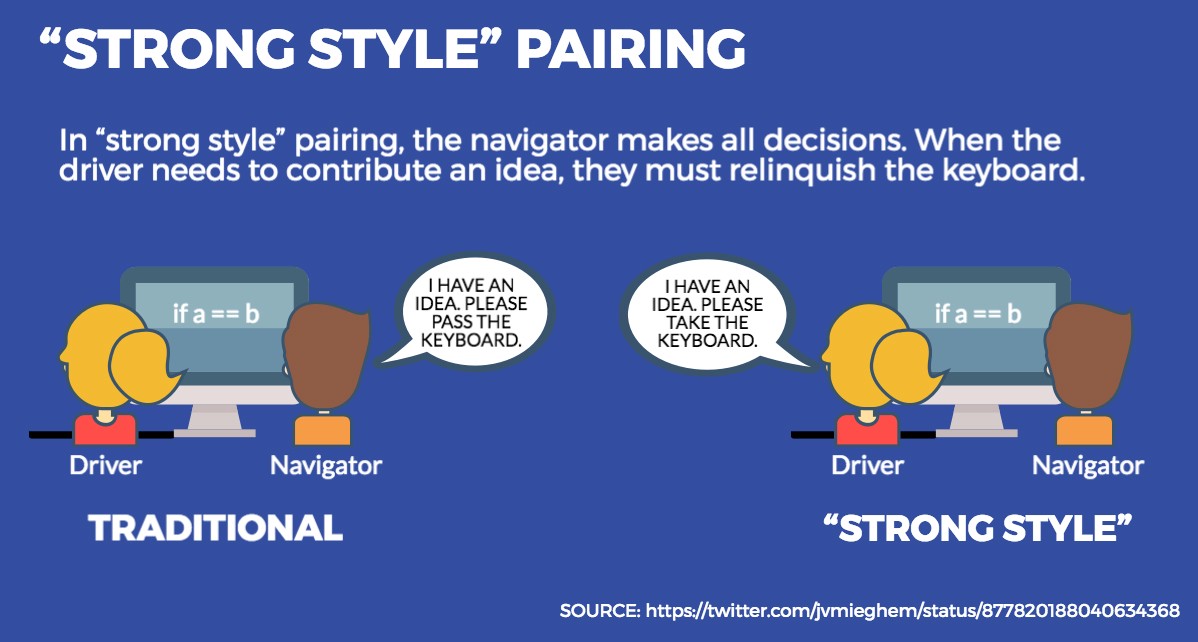 “STRONG STYLE” PAIRING
In “strong style” pairing, the navigator makes all decisions. When the
driver needs to contribute an idea, they must relinquish the keyboard.
if a == b
I HAVE AN
IDEA. PLEASE
PASS THE
KEYBOARD.
Driver
Navigator
TRADITIONAL
I HAVE AN
IDEA. PLEASE
TAKE THE
KEYBOARD.
if a == b
Driver
Navigator
“STRONG STYLE”
SOURCE: https://twitter.com/jvmieghem/status/877820188040634368